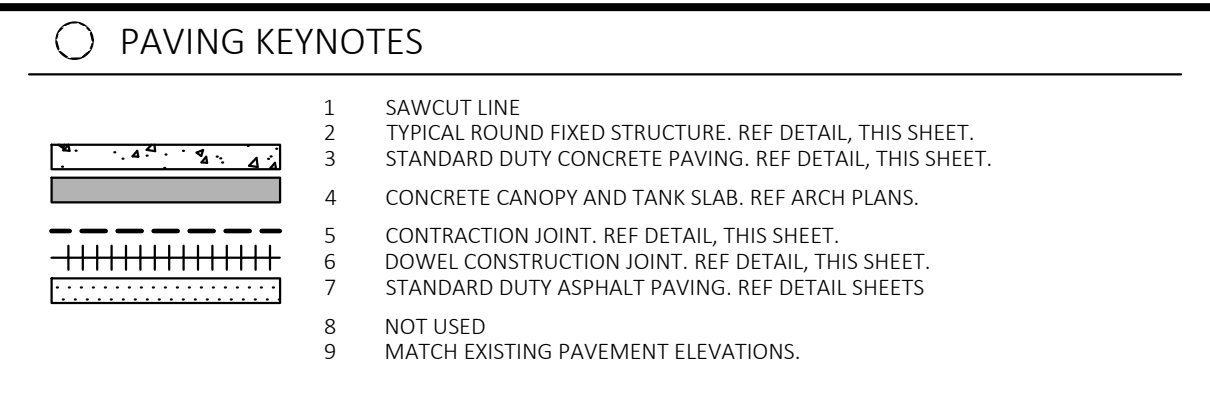 PAVING KEYNOTES
1 SAWCUT LINE
2 TYPICAL ROUND FIXED STRUCTURE. REF DETAIL, THIS SHEET.
3 STANDARD DUTY CONCRETE PAVING. REF DETAIL, THIS SHEET.
4 CONCRETE CANOPY AND TANK SLAB. REF ARCH PLANS.
5 CONTRACTION JOINT. REF DETAIL, THIS SHEET.
6 DOWEL CONSTRUCTION JOINT. REF DETAIL, THIS SHEET.
7 STANDARD DUTY ASPHALT PAVING. REF DETAIL SHEETS
8 NOT USED
9 MATCH EXISTING PAVEMENT ELEVATIONS.